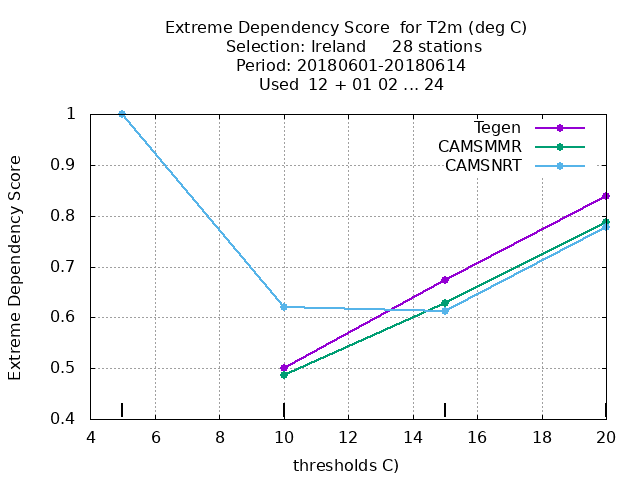 Extreme Dependency Score  for T2m (deg C)
Selection: Ireland     28 stations
Period: 20180601-20180614
Used  12 + 01 02 ... 24
Extreme Dependency Score
1
0.9
0.8
0.7
0.6
0.5
0.4
Tegen
CAMSMMR
CAMSNRT
4 6 8 10 12 14 16 18 20
thresholds C)